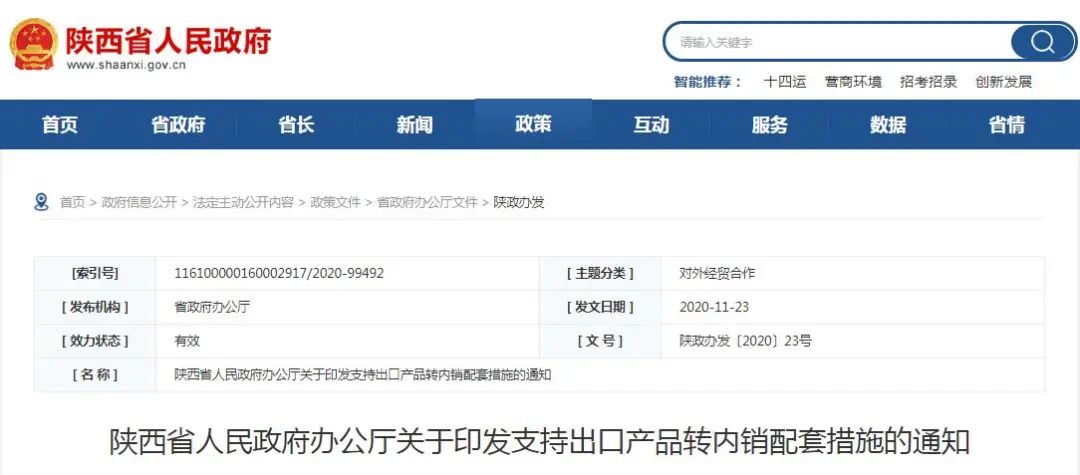 陕西省人民政府
www.shaanxi.gov.cn
请输入关键字
智能推荐： 十四运 营商环境 招考招录 创新发展
首页 省政府 省长 新闻 政策 互动 服务 数据 省情
首页 > 政府信息公开 > 法定主动公开内容 > 政策文件 > 省政府办公厅文件 > 陕政办发
[索引号] 116100000160002917/2020-99492 [ 主题分类 ] 对外经贸合作
[ 发布机构 ] 省政府办公厅 [ 发文日期 ] 2020-11-23
[ 效力状态 ] 有效 [ 文 号 ] 陕政办发〔2020〕23号
[ 名 称 ] 陕西省人民政府办公厅关于印发支持出口产品转内销配套措施的通知
陕西省人民政府办公厅关于印发支持出口产品转内销配套措施的通知